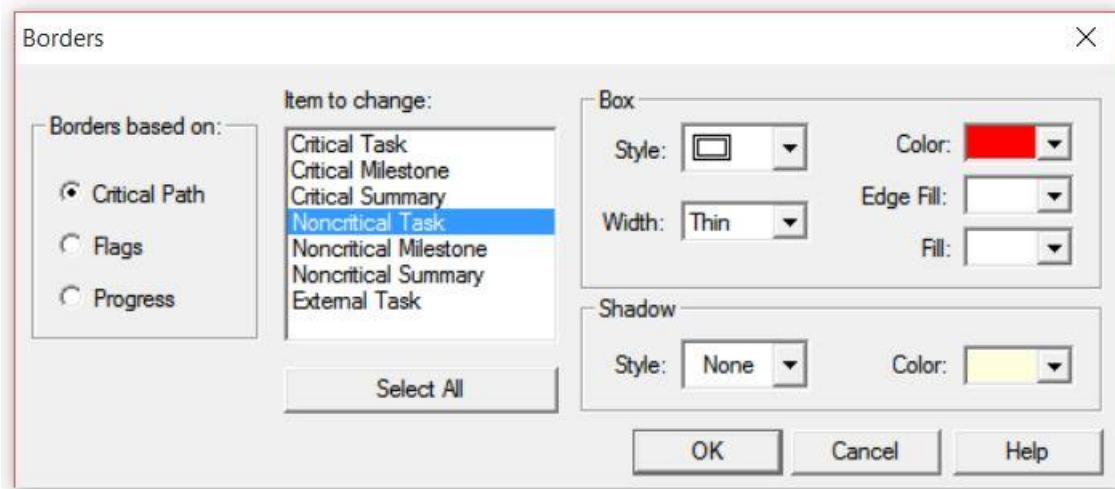 Borders
Borders based on:
Critical Path
Flags
Progress
Item to change:
Critical Task
Critical Milestone
Critical Summary
Noncritical Task
Noncritical Milestone
Noncritical Summary
External Task
Select All
Box
Style:
Color:
Width: Thin
Edge Fill:
Fill:
Shadow
Style: None
Color:
OK
Cancel
Help